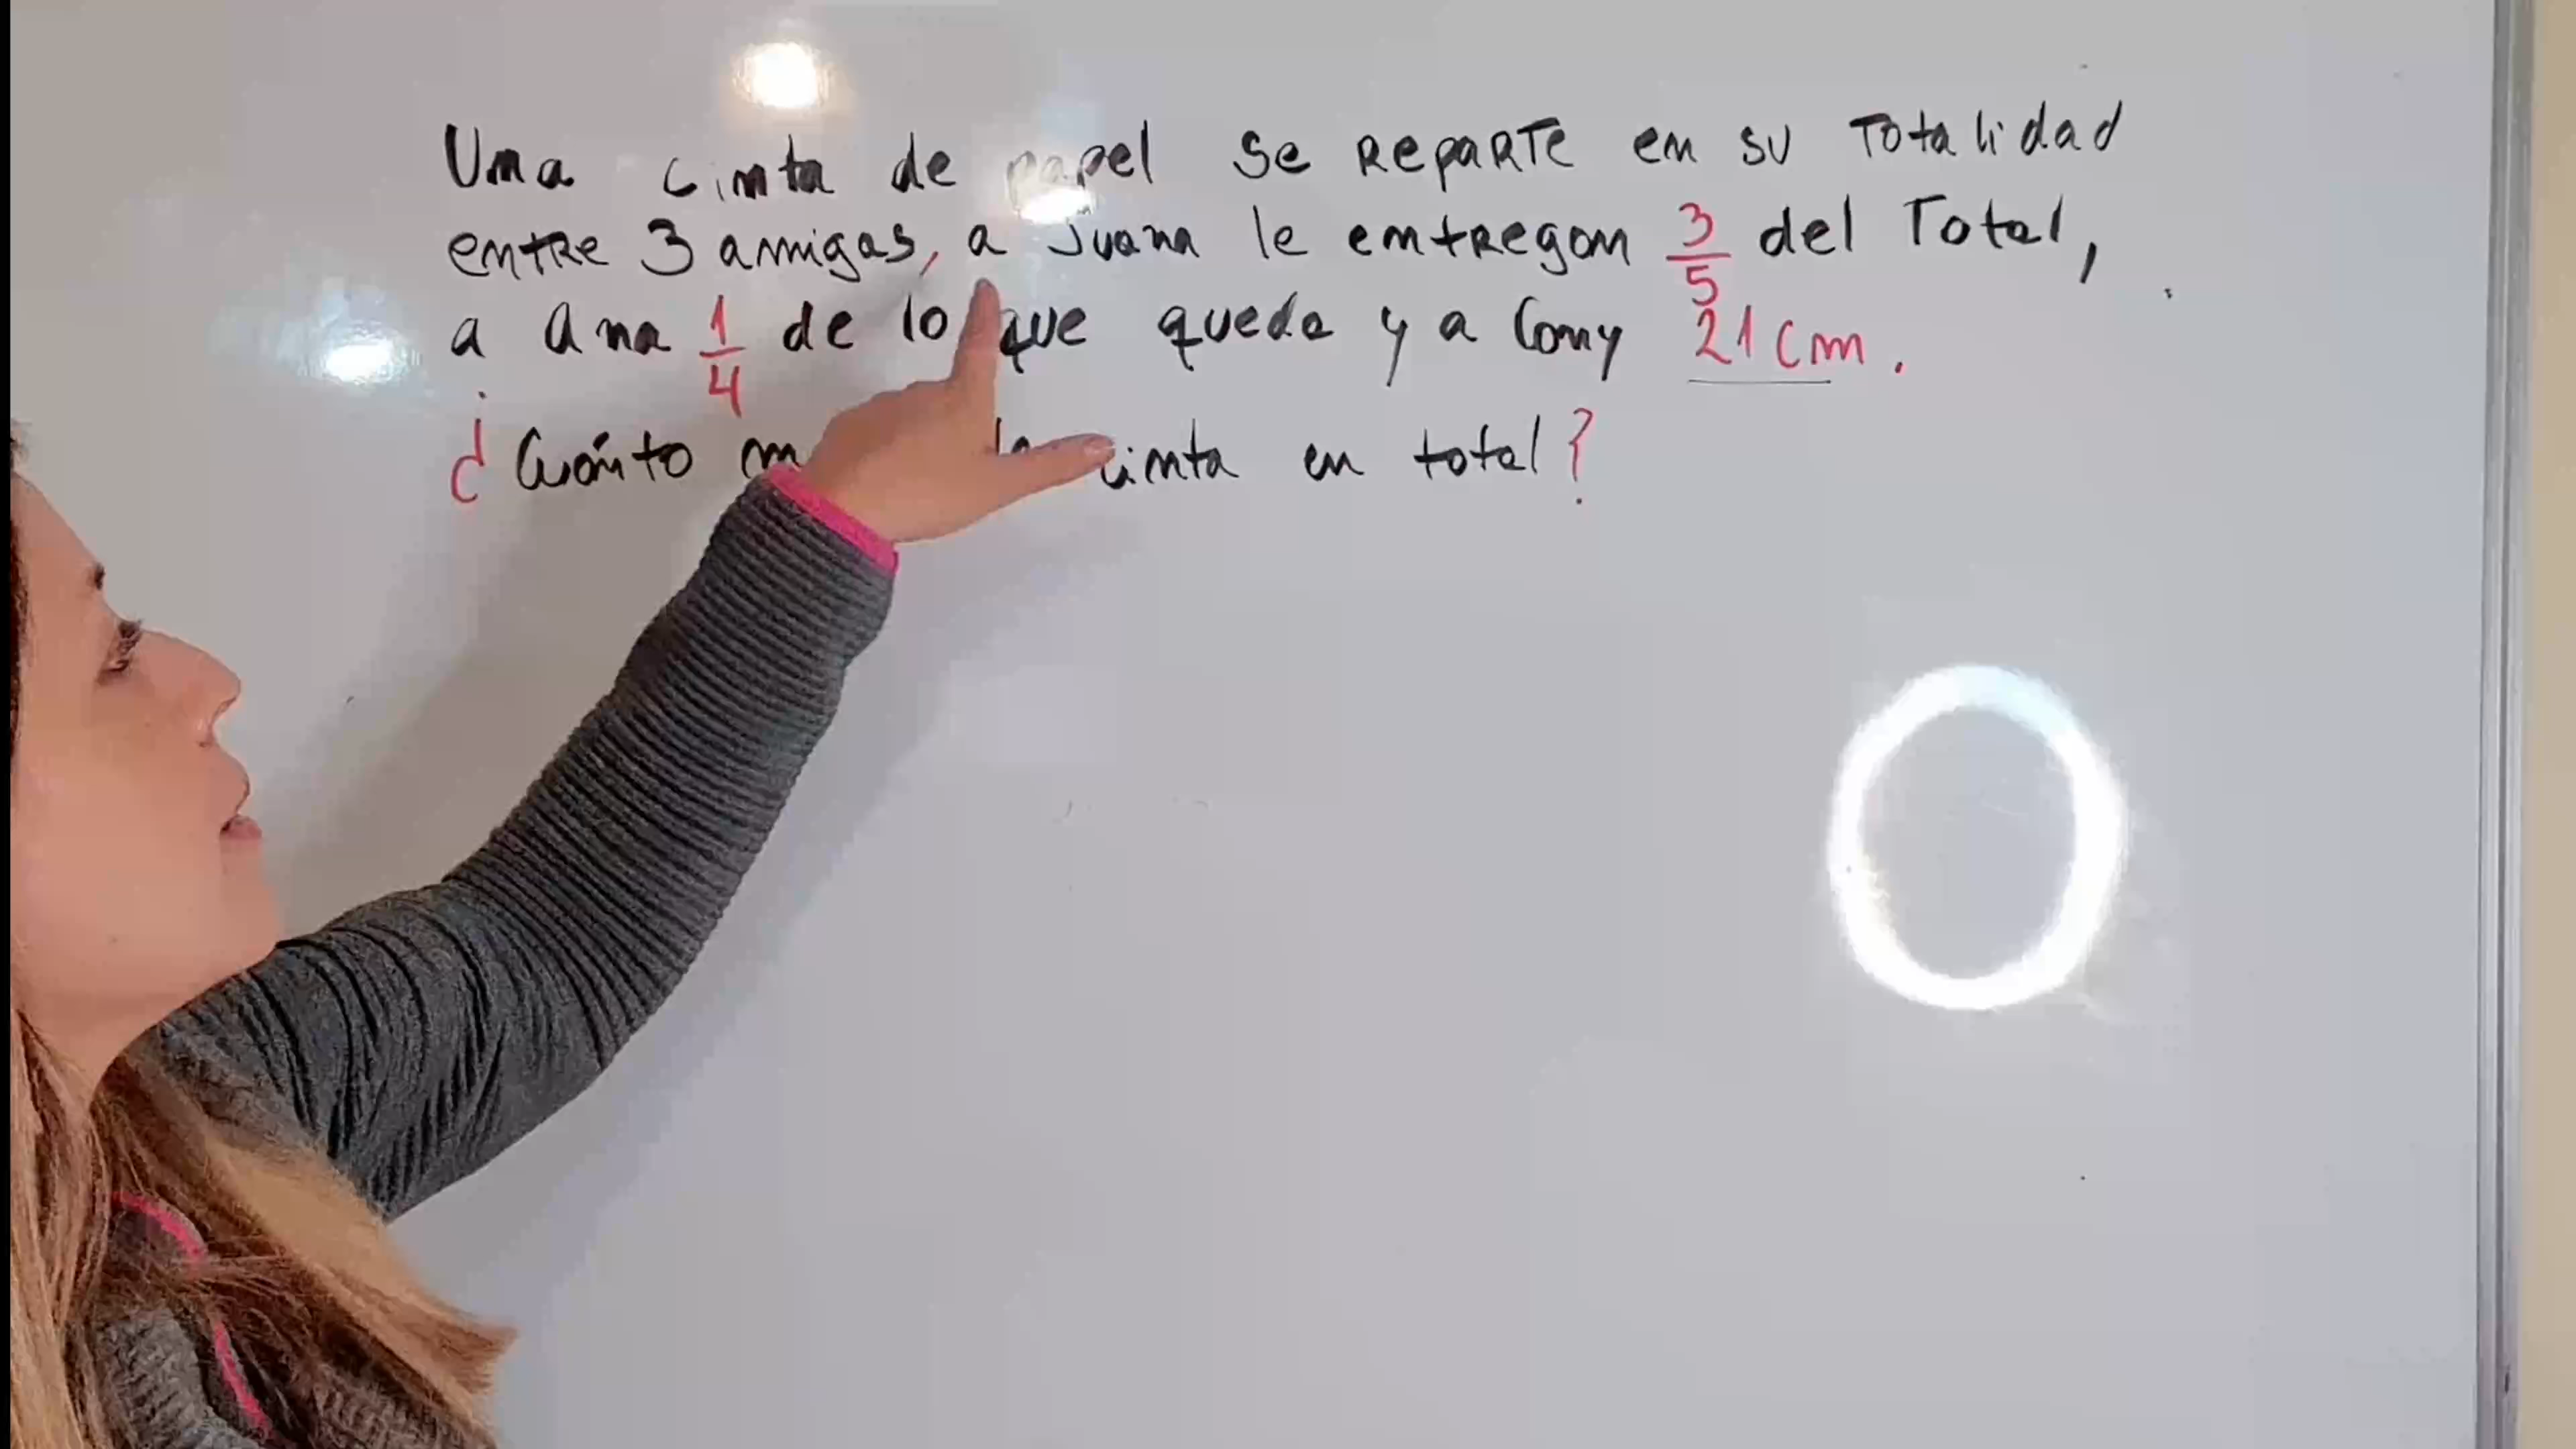 Una cinta de papel se REPARTE en su Totalidad
entre 3 amigas, a Juana le entregan 3/5 del Total,
a Ana 1/4 de lo que queda y a Cony 21 cm.
¿Cuánto cinta en total?